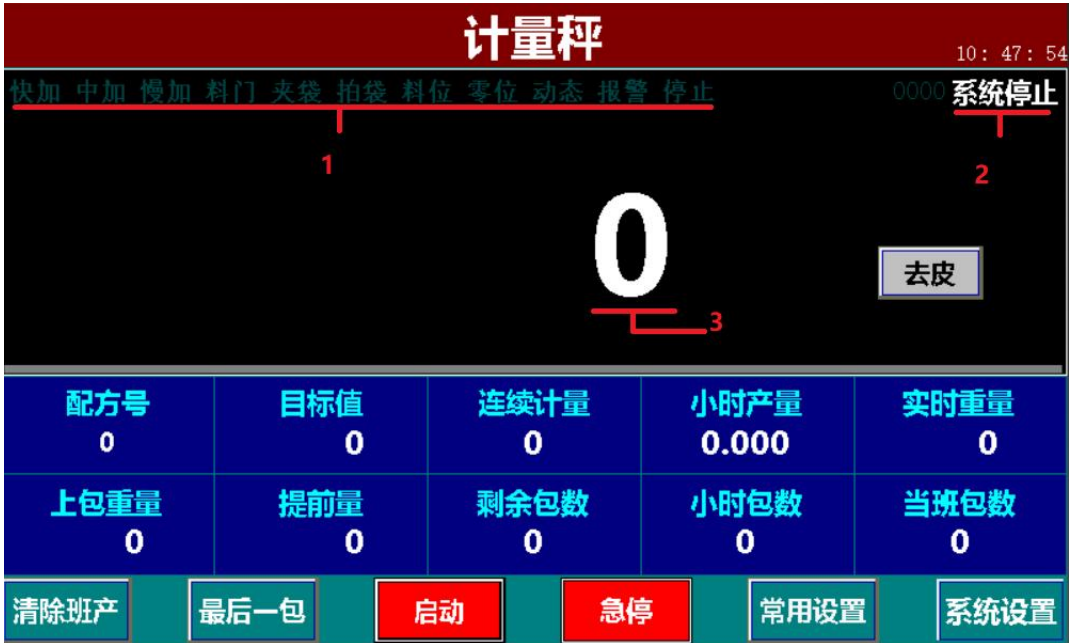 计量秤
10: 47: 54
快加 中加 慢加 料门 夹袋 拍袋 料位 零位 动态 报警 停止 0000 系统停止
1
2
0
去皮
3
配方号 目标值 连续计量 小时产量 实时重量
0 0 0 0.000 0
上包重量 提前量 剩余包数 小时包数 当班包数
0 0 0 0 0
清除班产 最后一包 启动 急停 常用设置 系统设置